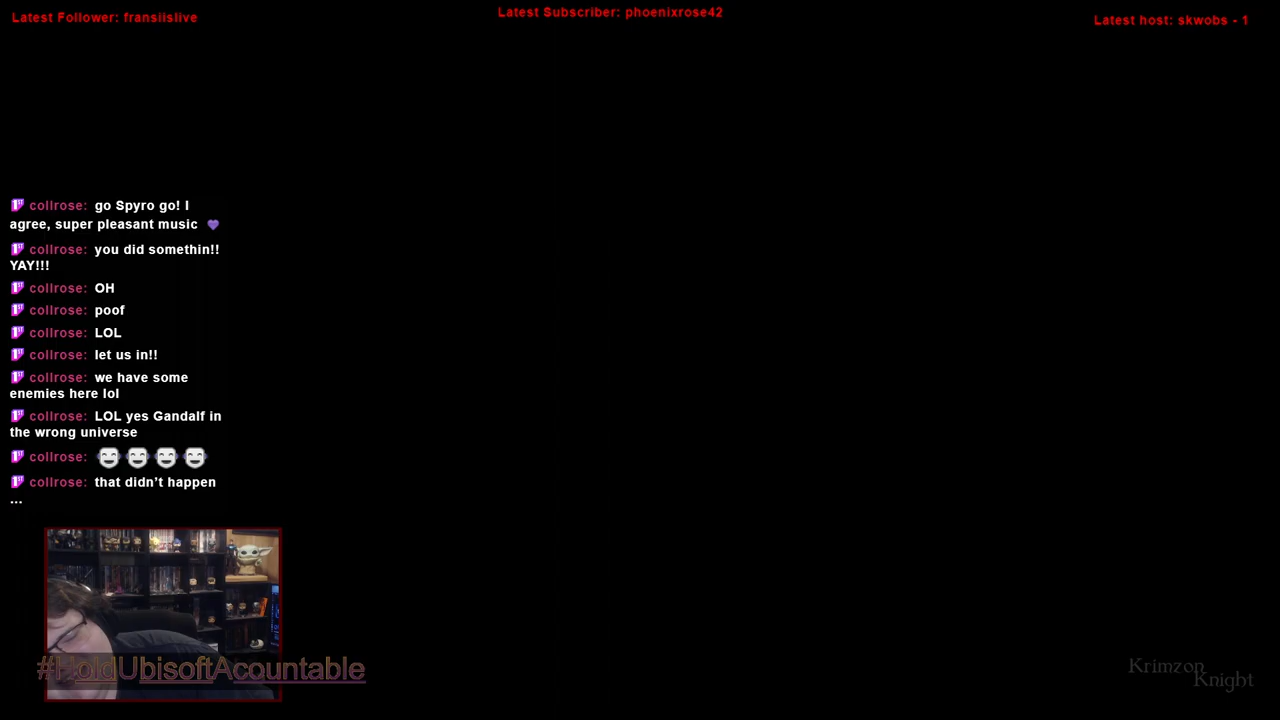 Latest Follower: fransiislive
Latest Subscriber: phoenixrose42
Latest host: skwobs - 1
collrose: go Spyro go! I
agree, super pleasant music
collrose: you did somethin!!
YAY!!!
collrose: OH
collrose: poof
collrose: LOL
collrose: let us in!!
collrose: we have some
enemies here lol
collrose: LOL yes Gandalf in
the wrong universe
collrose:
collrose: that didn't happen
...
#HoldUbisoftAcountable
Krimzon
Knight